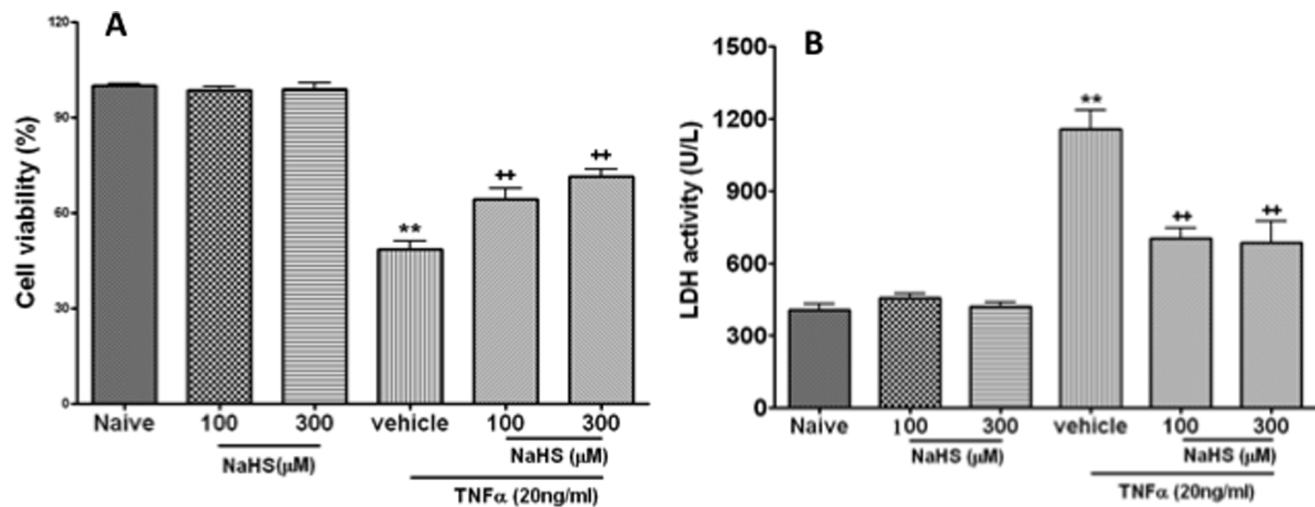 A
Cell viability (%)
120
90
60
30
0
**
++
++
Naive 100 300 vehicle 100 300
NaHS(μM) NaHS (μM)
TNFα (20ng/ml)
B
LDH activity (U/L)
1500
1200
900
600
300
0
**
++
++
Naive 100 300 vehicle 100 300
NaHS (μM) NaHS (μM)
TNFα (20ng/ml)